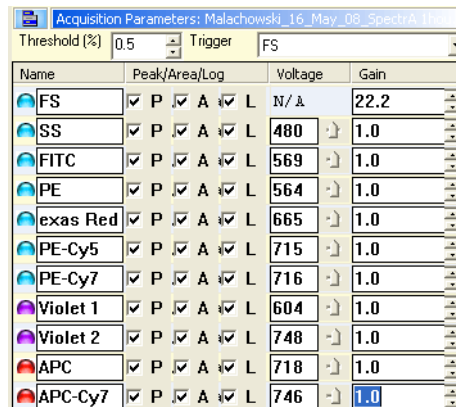 Acquisition Parameters: Malachowski_16_May_08_SpectrA 1hou
Threshold (%) 0.5 Trigger FS
Name Peak/Area/Log Voltage Gain
FS P A L N/A 22.2
SS P A L 480 1.0
FITC P A L 569 1.0
PE P A L 564 1.0
exas Red P A L 665 1.0
PE-Cy5 P A L 715 1.0
PE-Cy7 P A L 716 1.0
Violet 1 P A L 604 1.0
Violet 2 P A L 748 1.0
APC P A L 718 1.0
APC-Cy7 P A L 746 1.0